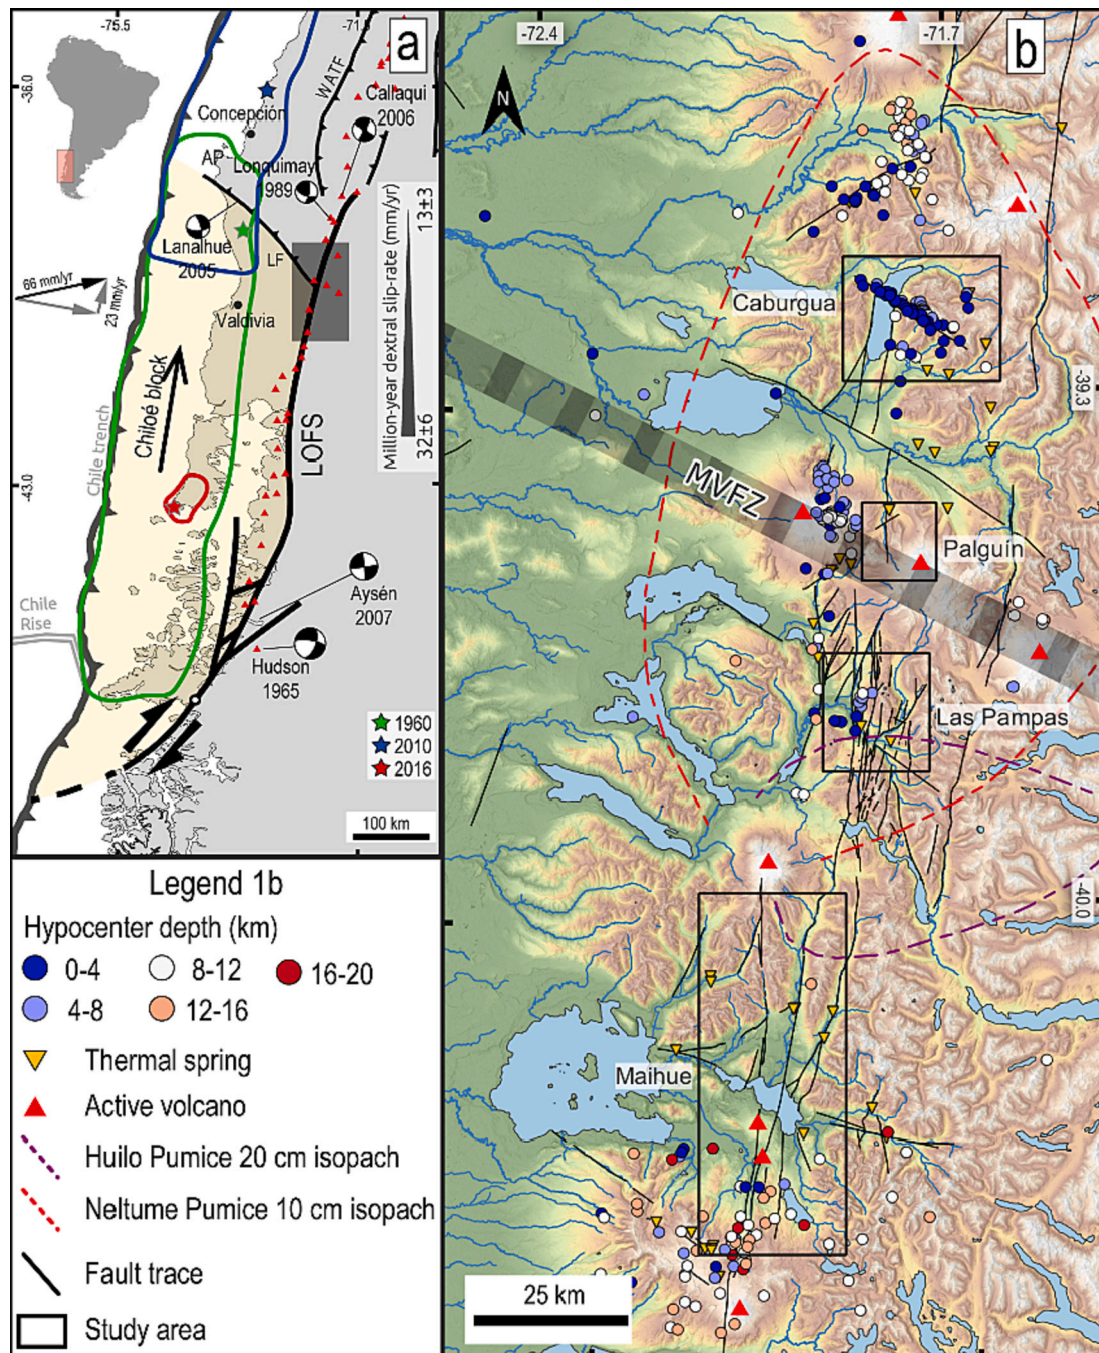 -75.5
-71.5
a
-36.0
WATF
Concepción
Callaqui
2006
AP
Lonquimay
1989
Lanalhue
2005
LF
66 mm/yr
23 mm/yr
Valdivia
Million-year dextral slip-rate (mm/yr)
13±3
32±6
Chiloé block
Chile trench
LOFS
-43.0
Chile
Rise
Aysén
2007
Hudson
1965
1960
2010
2016
100 km
Legend 1b
Hypocenter depth (km)
0-4
8-12
16-20
4-8
12-16
Thermal spring
Active volcano
Huilo Pumice 20 cm isopach
Neltume Pumice 10 cm isopach
Fault trace
Study area
-72.4
-71.7
b
N
Caburgua
-39.3
MVFZ
Palguín
Las Pampas
-40.0
Maihue
25 km